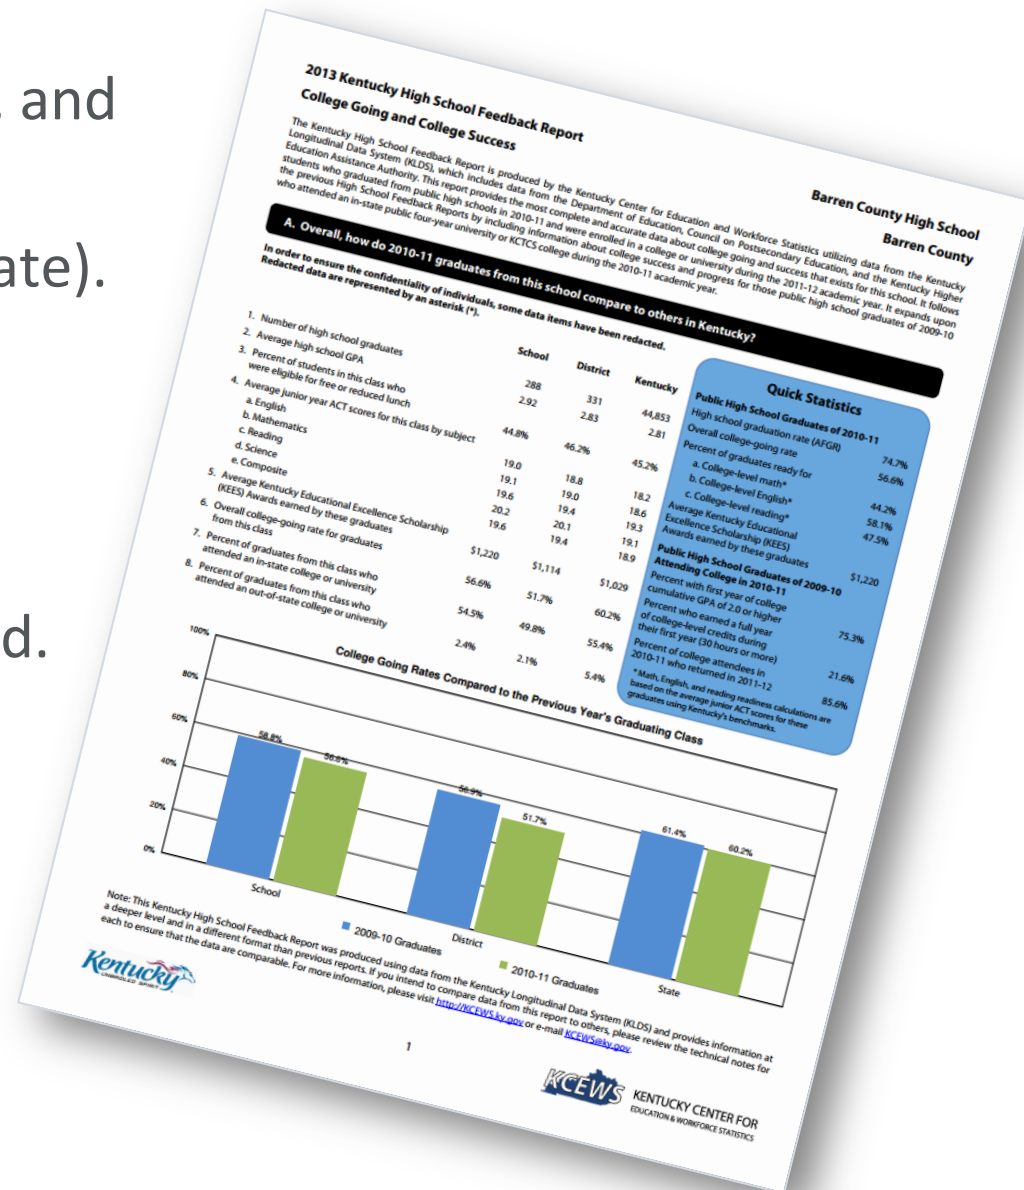 and
ate).
d.
2013 Kentucky High School Feedback Report
College Going and College Success
Barren County High School
Barren County
The Kentucky High School Feedback Report is produced by the Kentucky Center for Education and Workforce Statistics utilizing data from the Kentucky
Longitudinal Data System (KLDS), which includes data from the Department of Education, Council on Postsecondary Education, and the Kentucky Higher
Education Assistance Authority. This report provides the most complete and accurate data about college going and success that exists for this school. It follows
students who graduated from public high schools in 2010-11 and were enrolled in a college or university during the 2011-12 academic year. It expands upon
the previous High School Feedback Reports by including information about college success and progress for those public high school graduates of 2009-10
who attended an in-state public four-year university or KCTCS college during the 2010-11 academic year.
A. Overall, how do 2010-11 graduates from this school compare to others in Kentucky?
In order to ensure the confidentiality of individuals, some data items have been redacted.
Redacted data are represented by an asterisk (*).
School District Kentucky
1. Number of high school graduates 288 331 44,853
2. Average high school GPA 2.92 2.83 2.81
3. Percent of students in this class who
were eligible for free or reduced lunch 44.8% 46.2% 45.2%
4. Average junior year ACT scores for this class by subject
a. English 19.0 18.8 18.2
b. Mathematics 19.1 19.0 18.6
c. Reading 19.6 19.4 19.3
d. Science 20.2 20.1 19.1
e. Composite 19.6 19.4 18.9
5. Average Kentucky Educational Excellence Scholarship
(KEES) Awards earned by these graduates $1,220 $1,114 $1,029
6. Overall college-going rate for graduates
from this class 56.6% 51.7% 60.2%
7. Percent of graduates from this class who
attended an in-state college or university 54.5% 49.8% 55.4%
8. Percent of graduates from this class who
attended an out-of-state college or university 2.4% 2.1% 5.4%
Quick Statistics
Public High School Graduates of 2010-11
High school graduation rate (AFGR) 74.7%
Overall college-going rate 56.6%
Percent of graduates ready for
a. College-level math* 44.2%
b. College-level English* 58.1%
c. College-level reading* 47.5%
Average Kentucky Educational
Excellence Scholarship (KEES)
Awards earned by these graduates $1,220
Public High School Graduates of 2009-10
Attending College in 2010-11
Percent with first year of college
cumulative GPA of 2.0 or higher 75.3%
Percent who earned a full year
of college-level credits during
their first year (30 hours or more) 21.6%
Percent of college attendees in
2010-11 who returned in 2011-12 85.6%
* Math, English, and reading readiness calculations are
based on the average junior ACT scores for these
graduates using Kentucky's benchmarks.
College Going Rates Compared to the Previous Year's Graduating Class
100%
80%
60%
40%
20%
0%
58.8% 56.6% 56.9% 51.7% 61.4% 60.2%
School District State
2009-10 Graduates 2010-11 Graduates
Note: This Kentucky High School Feedback Report was produced using data from the Kentucky Longitudinal Data System (KLDS) and provides information at
a deeper level and in a different format than previous reports. If you intend to compare data from this report to others, please review the technical notes for
each to ensure that the data are comparable. For more information, please visit http://KCEWS.ky.gov or e-mail KCEWS@ky.gov.
Kentucky
UNBRIDLED SPIRIT
1
KCEWS
KENTUCKY CENTER FOR
EDUCATION & WORKFORCE STATISTICS